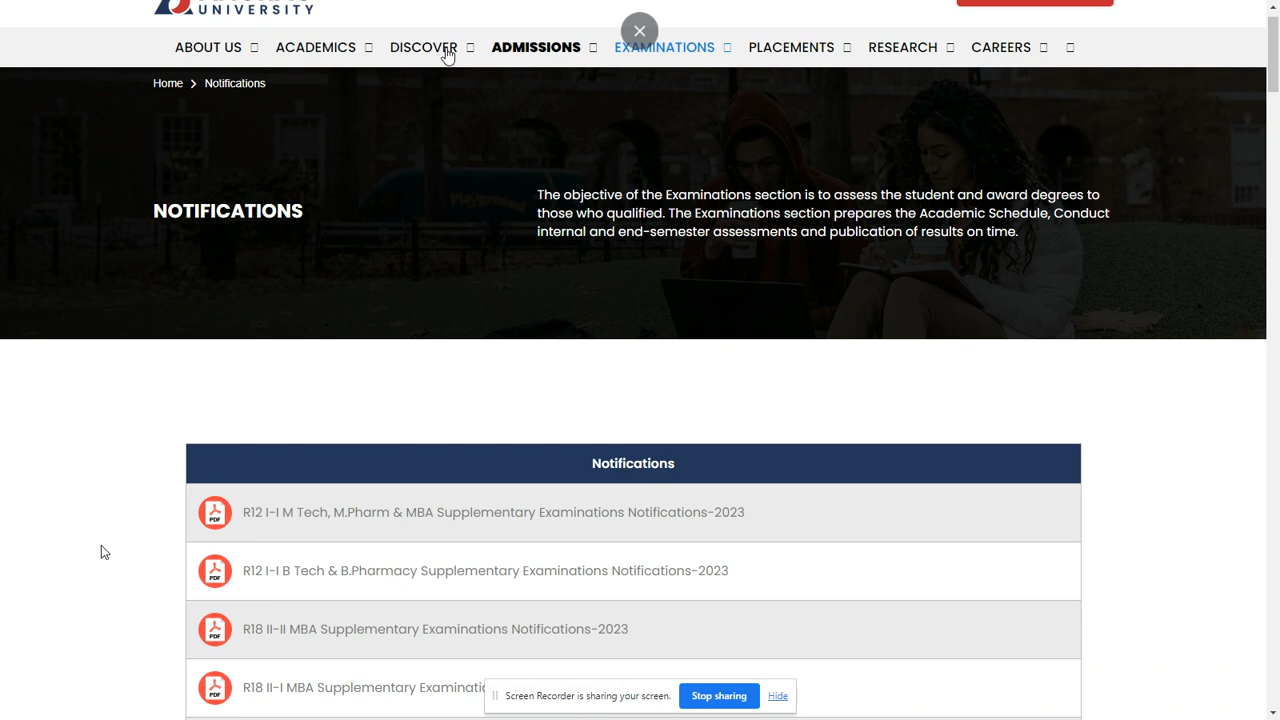 UNIVERSITY
ABOUT US ACADEMICS DISCOVER ADMISSIONS EXAMINATIONS PLACEMENTS RESEARCH CAREERS
Home > Notifications
NOTIFICATIONS
The objective of the Examinations section is to assess the student and award degrees to
those who qualified. The Examinations section prepares the Academic Schedule, Conduct
internal and end-semester assessments and publication of results on time.
Notifications
PDF R12 I-I M Tech, M.Pharm & MBA Supplementary Examinations Notifications-2023
PDF R12 I-I B Tech & B.Pharmacy Supplementary Examinations Notifications-2023
PDF R18 II-II MBA Supplementary Examinations Notifications-2023
PDF R18 II-I MBA Supplementary
Screen Recorder is sharing your screen. Stop sharing Hide